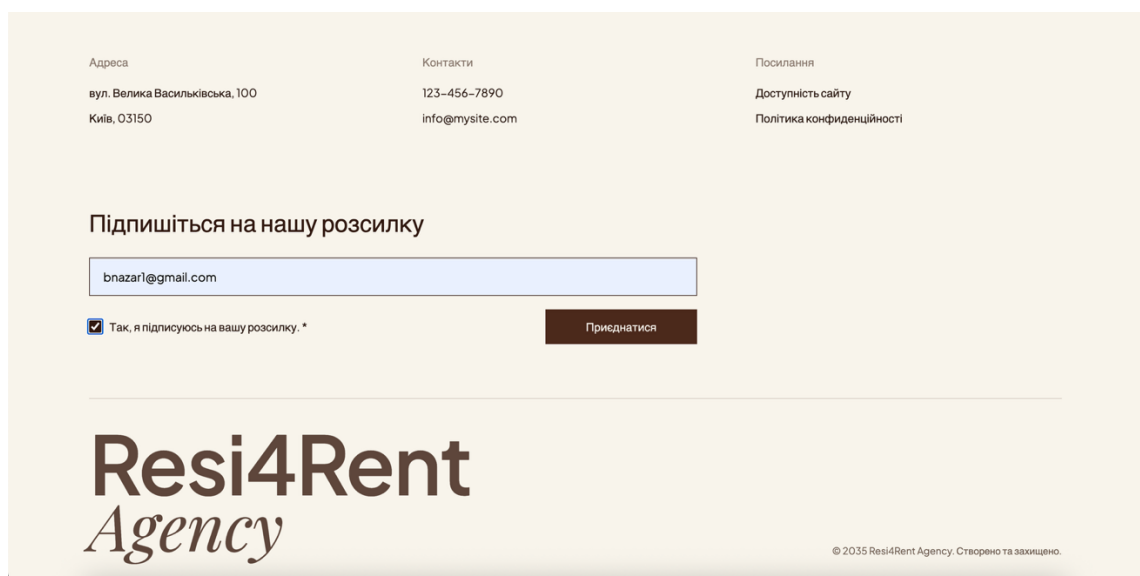 Адреса
вул. Велика Васильківська, 100
Київ, 03150
Контакти
123-456-7890
info@mysite.com
Посилання
Доступність сайту
Політика конфиденційності
Підпишіться на нашу розсилку
bnazar1@gmail.com
Так, я підписуюсь на вашу розсилку. *
Приєднатися
Resi4Rent
Agency
© 2035 Resi4Rent Agency. Створено та захищено.